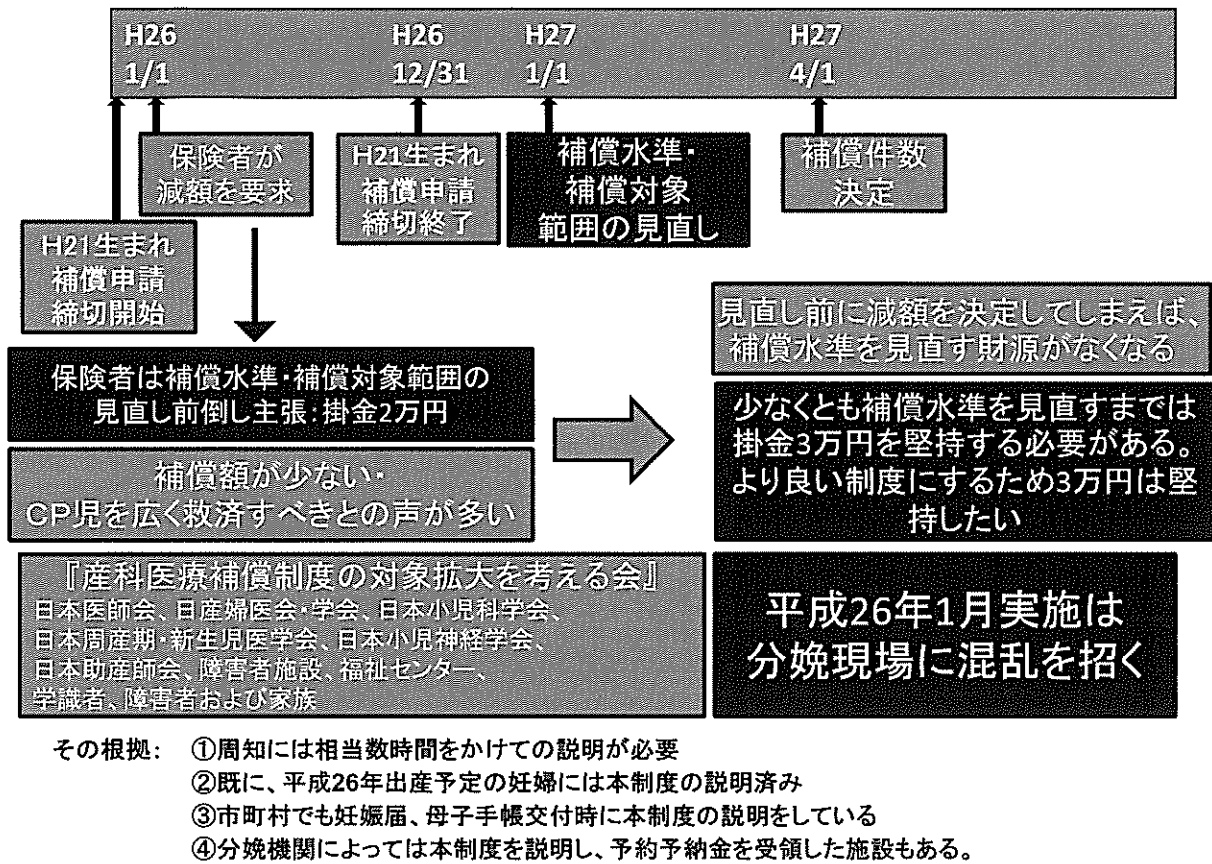 H26
1/1
H26
12/31
H27
1/1
H27
4/1
保険者が
減額を要求
H21生まれ
補償申請
締切終了
補償水準・
補償対象
範囲の見直し
補償件数
決定
H21生まれ
補償申請
締切開始
保険者は補償水準・補償対象範囲の
見直し前倒し主張：掛金2万円
補償額が少ない・
CP児を広く救済すべきとの声が多い
『産科医療補償制度の対象拡大を考える会』
日本医師会、日産婦医会・学会、日本小児科学会、
日本周産期・新生児医学会、日本小児神経学会、
日本助産師会、障害者施設、福祉センター、
学識者、障害者および家族
見直し前に減額を決定してしまえば、
補償水準を見直す財源がなくなる
少なくとも補償水準を見直すまでは
掛金3万円を堅持する必要がある。
より良い制度にするため3万円は堅
持したい
平成26年1月実施は
分娩現場に混乱を招く
その根拠： ①周知には相当数時間をかけての説明が必要
②既に、平成26年出産予定の妊婦には本制度の説明済み
③市町村でも妊娠届、母子手帳交付時に本制度の説明をしている
④分娩機関によっては本制度を説明し、予約予納金を受領した施設もある。